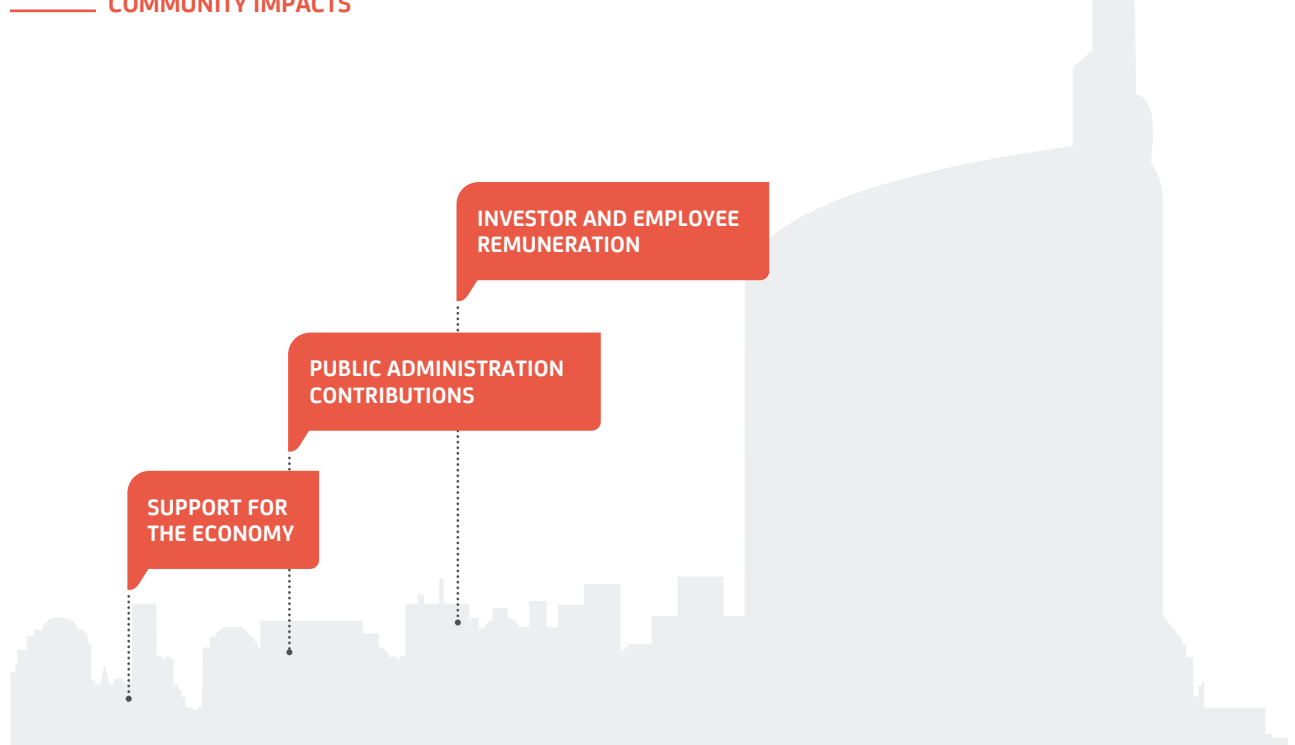 COMMUNITY IMPACTS
INVESTOR AND EMPLOYEE
REMUNERATION
PUBLIC ADMINISTRATION
CONTRIBUTIONS
SUPPORT FOR
THE ECONOMY